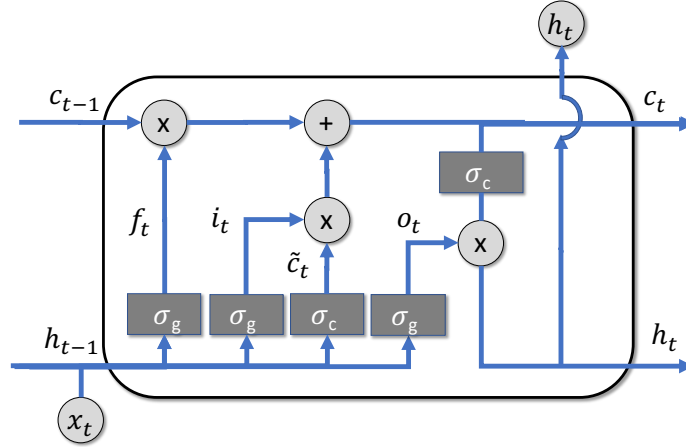 h_t
c_{t-1}
c_t
x
+
σ_c
f_t
i_t
x
o_t
x
c̃_t
σ_g
σ_g
σ_c
σ_g
h_{t-1}
h_t
x_t